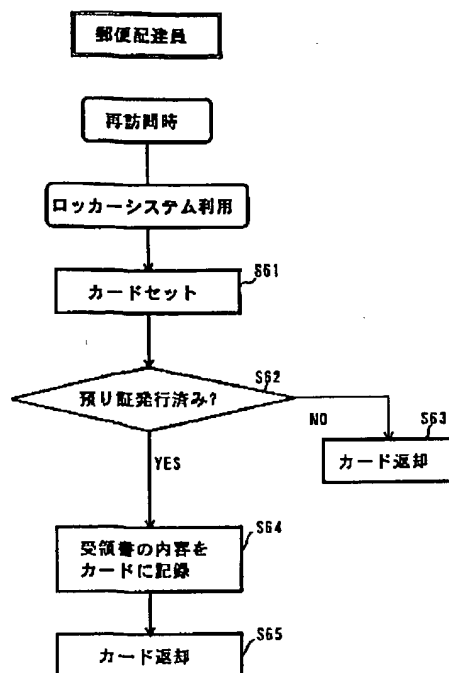 郵便配達員
再訪問時
ロッカーシステム利用
S61
カードセット
S62
預り証発行済み?
NO
S63
カード返却
YES
S64
受領書の内容を
カードに記録
S65
カード返却